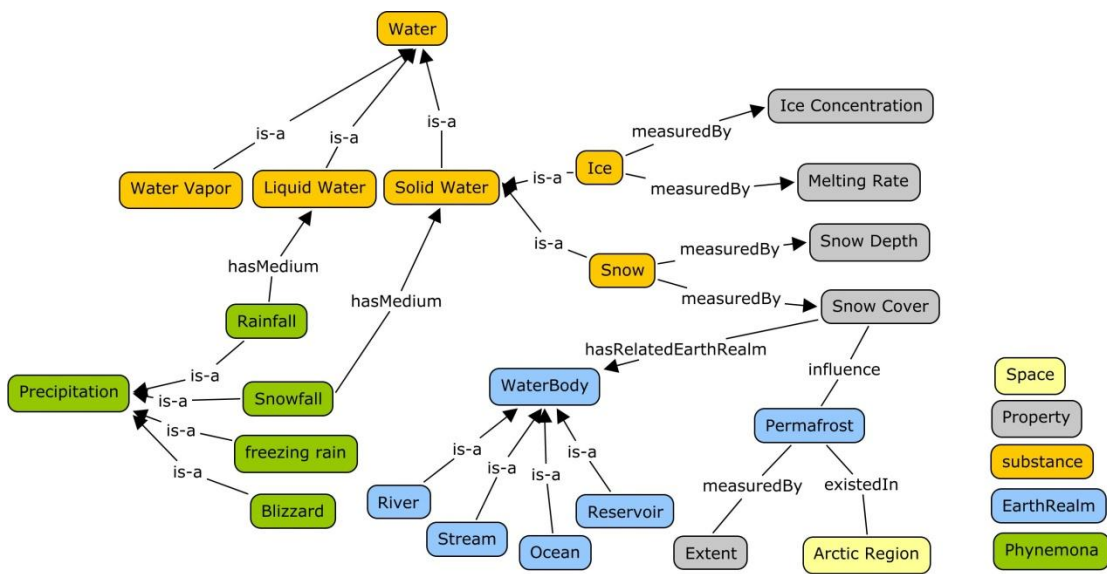 Water
is-a
is-a
is-a
Water Vapor
Liquid Water
Solid Water
is-a
Ice
measuredBy
Ice Concentration
measuredBy
Melting Rate
is-a
Snow
measuredBy
Snow Depth
measuredBy
Snow Cover
hasMedium
hasMedium
Rainfall
is-a
Precipitation
is-a
Snowfall
is-a
freezing rain
is-a
Blizzard
hasRelatedEarthRealm
WaterBody
is-a
is-a
is-a
is-a
River
Stream
Ocean
Reservoir
influence
Permafrost
measuredBy
existedIn
Extent
Arctic Region
Space
Property
substance
EarthRealm
Phynemona